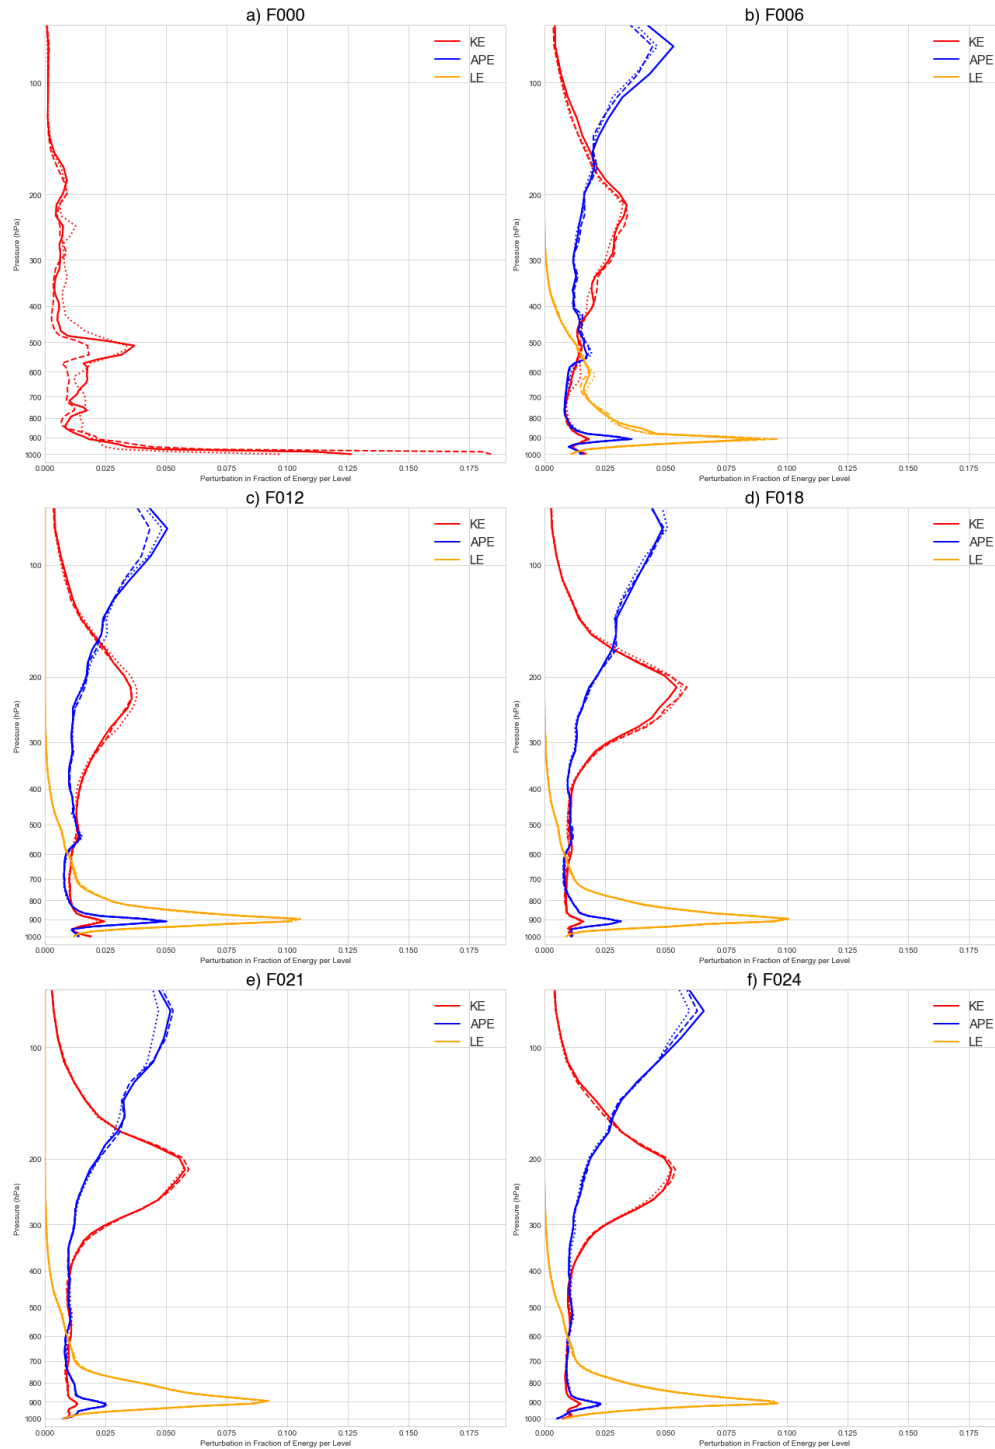 a) F000
KE
APE
LE
100
200
300
400
500
600
700
800
900
1000
Pressure (hPa)
0.000 0.025 0.050 0.075 0.100 0.125 0.150 0.175
Perturbation in Fraction of Energy per Level
b) F006
KE
APE
LE
100
200
300
400
500
600
700
800
900
1000
Pressure (hPa)
0.000 0.025 0.050 0.075 0.100 0.125 0.150 0.175
Perturbation in Fraction of Energy per Level
c) F012
KE
APE
LE
100
200
300
400
500
600
700
800
900
1000
Pressure (hPa)
0.000 0.025 0.050 0.075 0.100 0.125 0.150 0.175
Perturbation in Fraction of Energy per Level
d) F018
KE
APE
LE
100
200
300
400
500
600
700
800
900
1000
Pressure (hPa)
0.000 0.025 0.050 0.075 0.100 0.125 0.150 0.175
Perturbation in Fraction of Energy per Level
e) F021
KE
APE
LE
100
200
300
400
500
600
700
800
900
1000
Pressure (hPa)
0.000 0.025 0.050 0.075 0.100 0.125 0.150 0.175
Perturbation in Fraction of Energy per Level
f) F024
KE
APE
LE
100
200
300
400
500
600
700
800
900
1000
Pressure (hPa)
0.000 0.025 0.050 0.075 0.100 0.125 0.150 0.175
Perturbation in Fraction of Energy per Level